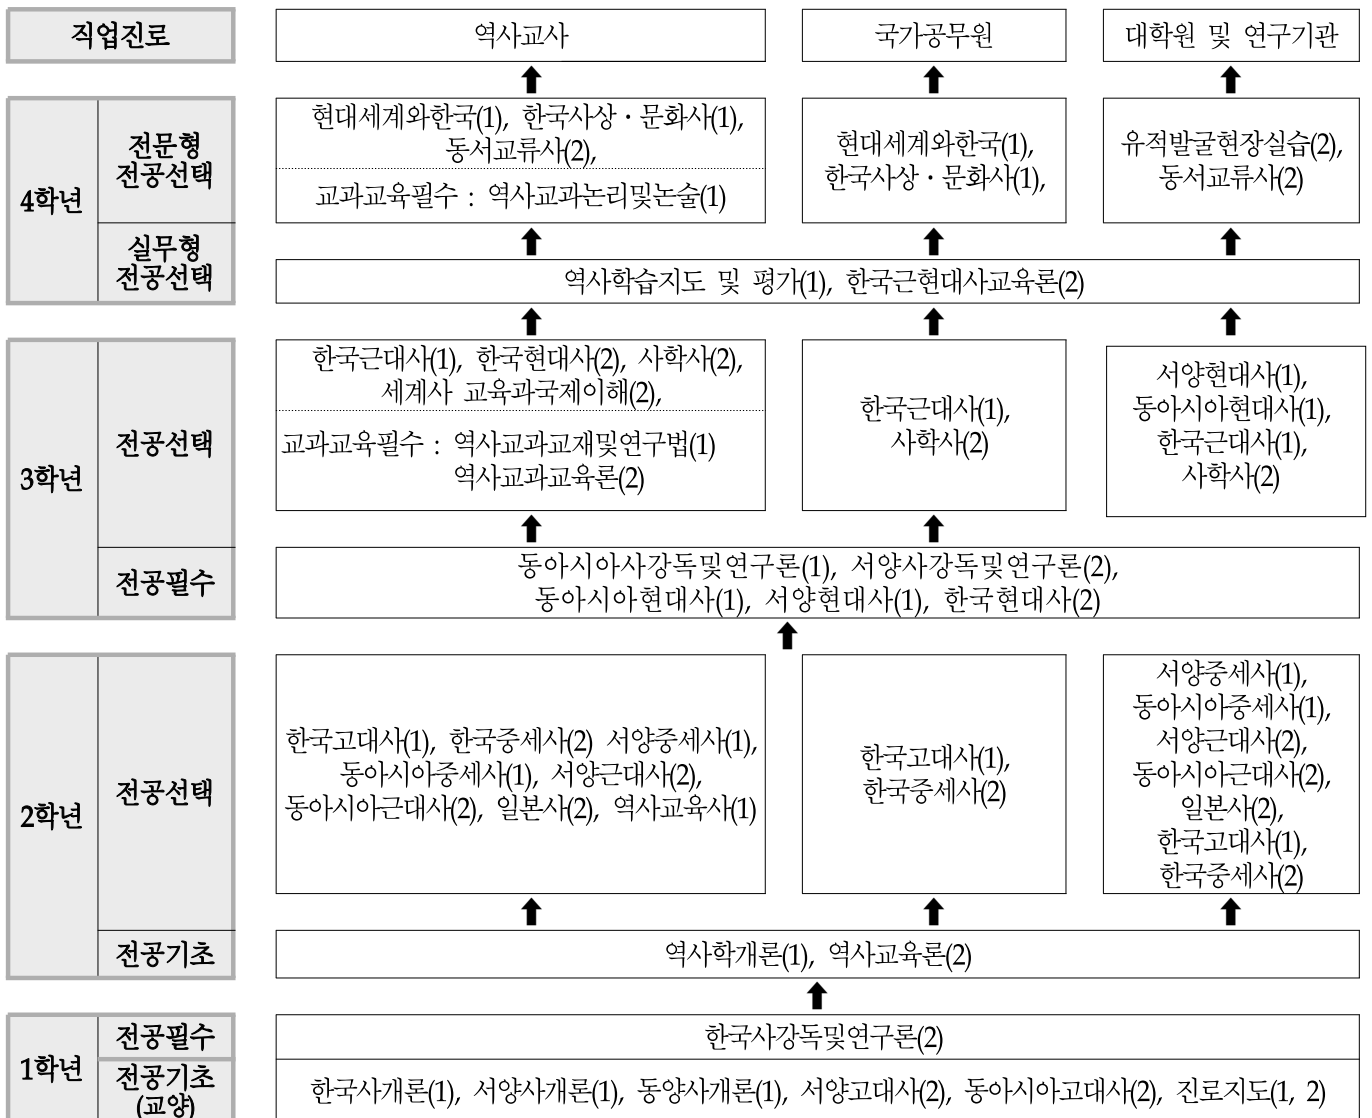 직업진로
역사교사
국가공무원
대학원 및 연구기관
4학년
전문형
전공선택
현대세계와한국(1), 한국사상·문화사(1),
동서교류사(2),
교과교육필수 : 역사교과논리및논술(1)
현대세계와한국(1),
한국사상·문화사(1),
유적발굴현장실습(2),
동서교류사(2)
실무형
전공선택
역사학습지도 및 평가(1), 한국근현대사교육론(2)
3학년
전공선택
한국근대사(1), 한국현대사(2), 사학사(2),
세계사 교육과국제이해(2),
교과교육필수 : 역사교과교재및연구법(1)
역사교과교육론(2)
한국근대사(1),
사학사(2)
서양현대사(1),
동아시아현대사(1),
한국근대사(1),
사학사(2)
전공필수
동아시아사강독및연구론(1), 서양사강독및연구론(2),
동아시아현대사(1), 서양현대사(1), 한국현대사(2)
2학년
전공선택
한국고대사(1), 한국중세사(2) 서양중세사(1),
동아시아중세사(1), 서양근대사(2),
동아시아근대사(2), 일본사(2), 역사교육사(1)
한국고대사(1),
한국중세사(2)
서양중세사(1),
동아시아중세사(1),
서양근대사(2),
동아시아근대사(2),
일본사(2),
한국고대사(1),
한국중세사(2)
전공기초
역사학개론(1), 역사교육론(2)
1학년
전공필수
한국사강독및연구론(2)
전공기초
(교양)
한국사개론(1), 서양사개론(1), 동양사개론(1), 서양고대사(2), 동아시아고대사(2), 진로지도(1, 2)